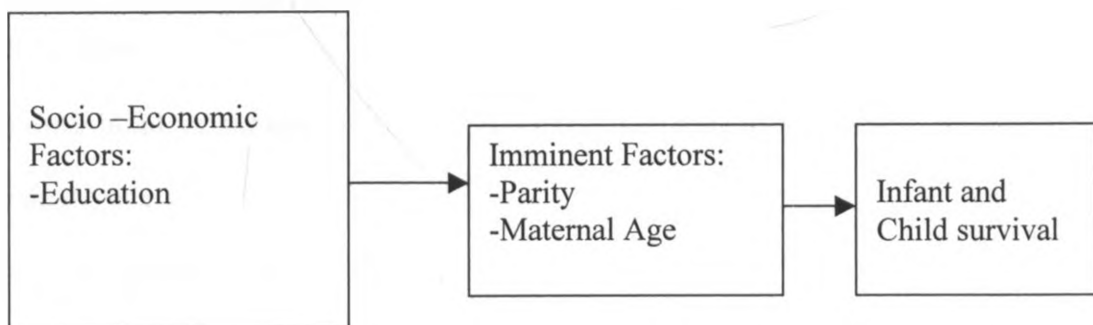 Socio –Economic
Factors:
-Education
Imminent Factors:
-Parity
-Maternal Age
Infant and
Child survival